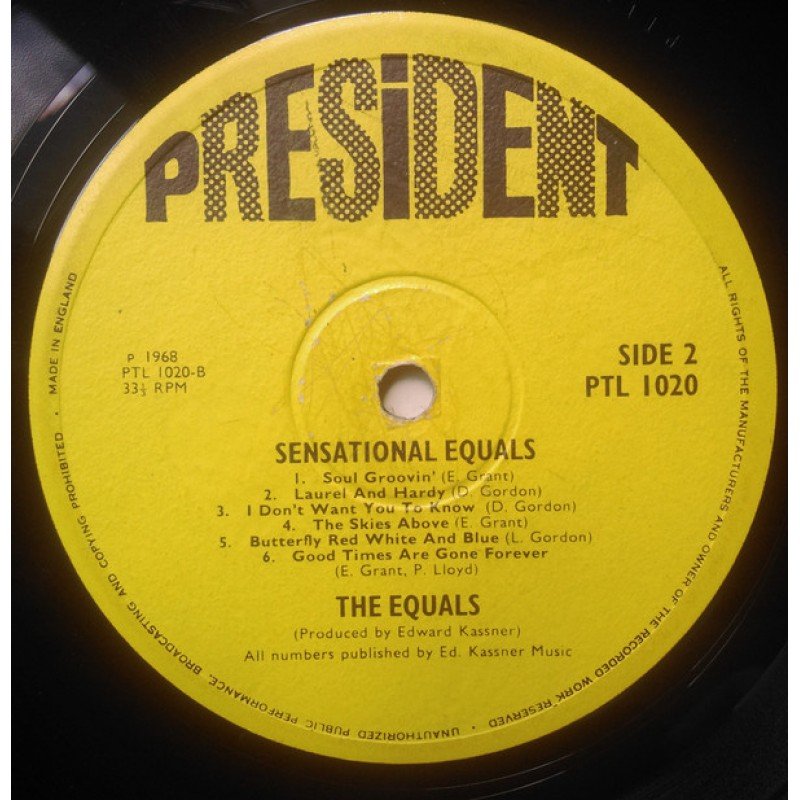 PRESiDENT
P 1968
PTL 1020-B
33⅓ RPM
SIDE 2
PTL 1020
SENSATIONAL EQUALS
1. Soul Groovin' (E. Grant)
2. Laurel And Hardy (D. Gordon)
3. I Don't Want You To Know (D. Gordon)
4. The Skies Above (E. Grant)
5. Butterfly Red White And Blue (L. Gordon)
6. Good Times Are Gone Forever
(E. Grant, P. Lloyd)
THE EQUALS
(Produced by Edward Kassner)
All numbers published by Ed. Kassner Music
ALL RIGHTS OF THE MANUFACTURERS AND OWNER OF THE RECORDED WORK RESERVED • UNAUTHORIZED PUBLIC PERFORMANCE, BROADCASTING AND COPYING PROHIBITED • MADE IN ENGLAND